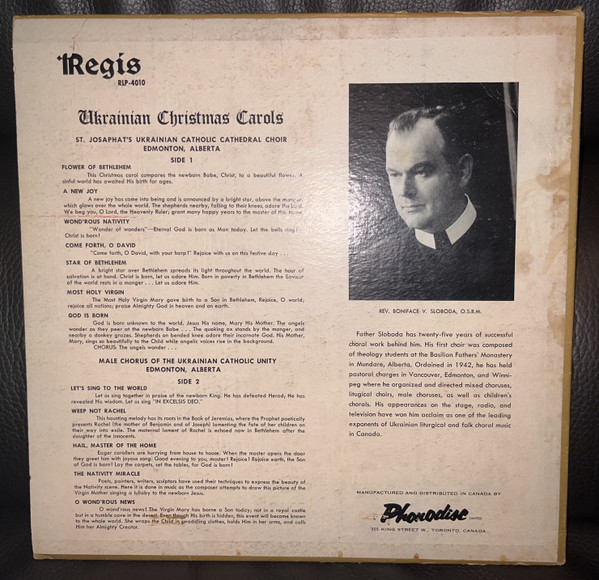 Regis
RLP-4010
Ukrainian Christmas Carols
ST. JOSAPHAT'S UKRAINIAN CATHOLIC CATHEDRAL CHOIR
EDMONTON, ALBERTA
SIDE 1
FLOWER OF BETHLEHEM
This Christmas carol compares the newborn Babe, Christ, to a beautiful flower. A
sinful world has awaited His birth for ages.
A NEW JOY
A new joy has come into being and is announced by a bright star, above the manger,
which glows over the whole world. The shepherds nearby, falling to their knees, adore the Lord.
We beg you, O Lord, the Heavenly Ruler; grant many happy years to the master of this home.
WOND'ROUS NATIVITY
"Wonder of wonders"—Eternal God is born as Man today. Let the bells ring!
Christ is born!
COME FORTH, O DAVID
"Come forth, O David, with your harp!" Rejoice with us on this festive day . . .
STAR OF BETHLEHEM
A bright star over Bethlehem spreads its light throughout the world. The hour of
salvation is at hand. Christ is born, let us adore Him. Born in poverty in Bethlehem the Saviour
of the world rests in a manger . . . Let us adore Him.
MOST HOLY VIRGIN
The Most Holy Virgin Mary gave birth to a Son in Bethlehem, Rejoice, O world;
rejoice all nations; praise Almighty God in heaven and on earth.
GOD IS BORN
God is born unknown to the world, Jesus His name, Mary His Mother. The angels
wonder as they peer at the newborn Babe . . . The quaking ox stands by the manger, and
nearby a donkey grazes. Shepherds on bended knee adore their incarnate God. His Mother,
Mary, sings so beautifully to the Child while angelic voices rise in the background.
CHORUS: The angels wonder . . .
MALE CHORUS OF THE UKRAINIAN CATHOLIC UNITY
EDMONTON, ALBERTA
SIDE 2
LET'S SING TO THE WORLD
Let us sing together in praise of the newborn King. He has defeated Herod; He has
revealed His wisdom. Let us sing "IN EXCELSIS DEO."
WEEP NOT RACHEL
This haunting melody has its roots in the Book of Jeremias, where the Prophet poetically
presents Rachel (the mother of Benjamin and of Joseph) lamenting the fate of her children on
their way into exile. The maternal lament of Rachel is echoed now in Bethlehem after the
slaughter of the innocents.
HAIL, MASTER OF THE HOME
Eager carollers are hurrying from house to house. When the master opens the door
they greet him with joyous song: Good evening to you, master! Rejoice! Rejoice earth, the Son
of God is born! Lay the carpets, set the tables, for God is born!
THE NATIVITY MIRACLE
Poets, painters, writers, sculptors have used their techniques to express the beauty of
the Nativity scene. Here it is done in music as the composer attempts to draw this picture of the
Virgin Mother singing a lullaby to the newborn Jesus.
O WOND'ROUS NEWS
O wond'rous news! The Virgin Mary has borne a Son today; not in a royal castle
but in a humble cave in the desert. Even though His birth is hidden, this event will become known
to the whole world. She wraps the Child in swaddling clothes, holds Him in her arms, and calls
Him her Almighty Creator.
REV. BONIFACE V. SLOBODA, O.S.B.M.
Father Sloboda has twenty-five years of successful
choral work behind him. His first choir was composed
of theology students at the Basilian Fathers' Monastery
in Mundare, Alberta. Ordained in 1942, he has held
pastoral charges in Vancouver, Edmonton, and Winni-
peg where he organized and directed mixed choruses,
liturgical choirs, male choruses, as well as children's
chorals. His appearances on the stage, radio, and
television have won him acclaim as one of the leading
exponents of Ukrainian liturgical and folk choral music
in Canada.
MANUFACTURED AND DISTRIBUTED IN CANADA BY
Phonodisc LIMITED
355 KING STREET W., TORONTO, CANADA